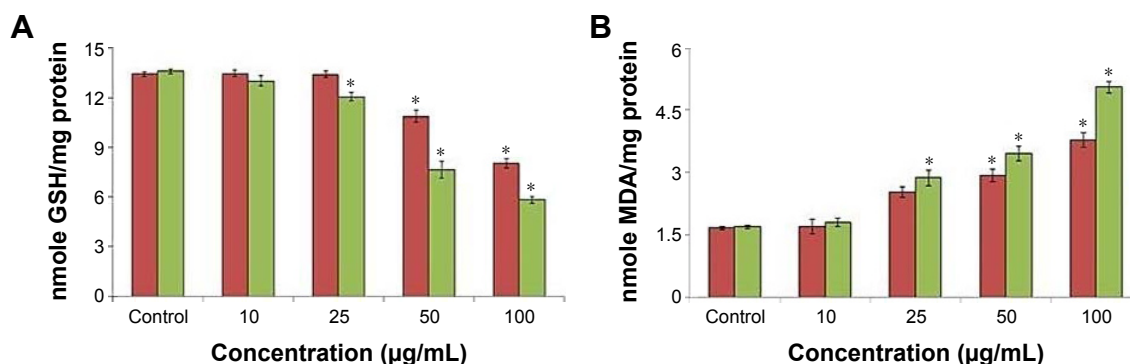 A
nmole GSH/mg protein
15
12
9
6
3
0
*
*
*
*
*
Control 10 25 50 100
Concentration (µg/mL)
B
nmole MDA/mg protein
6
4.5
3
1.5
0
*
*
*
*
*
Control 10 25 50 100
Concentration (µg/mL)